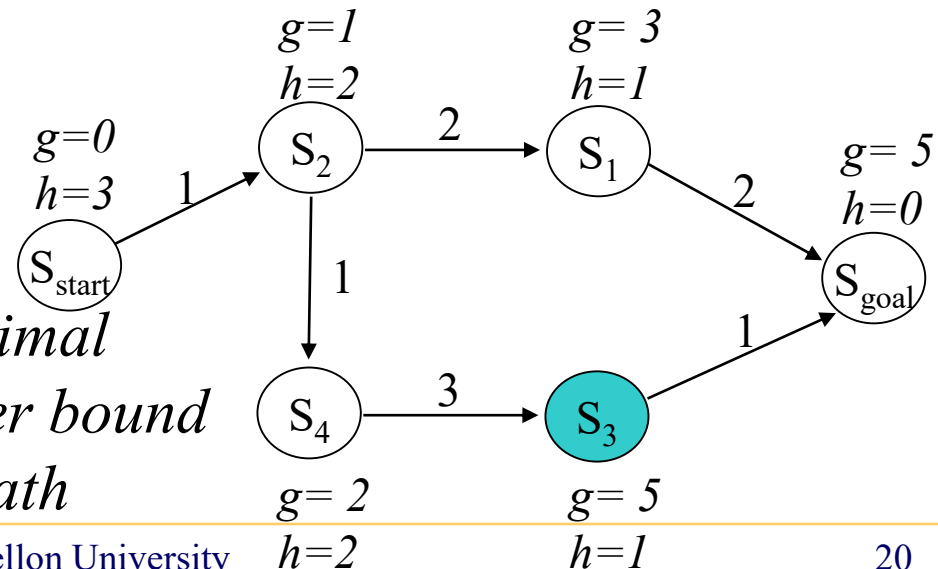 g=1
h=2
g= 3
h=1
g=0
h=3
g= 5
h=0
1
S2
2
S1
2
Sstart
1
Sgoal
1
S4
3
S3
g= 2
h=2
g= 5
h=1
imal
er bound
ath
ellon University
20